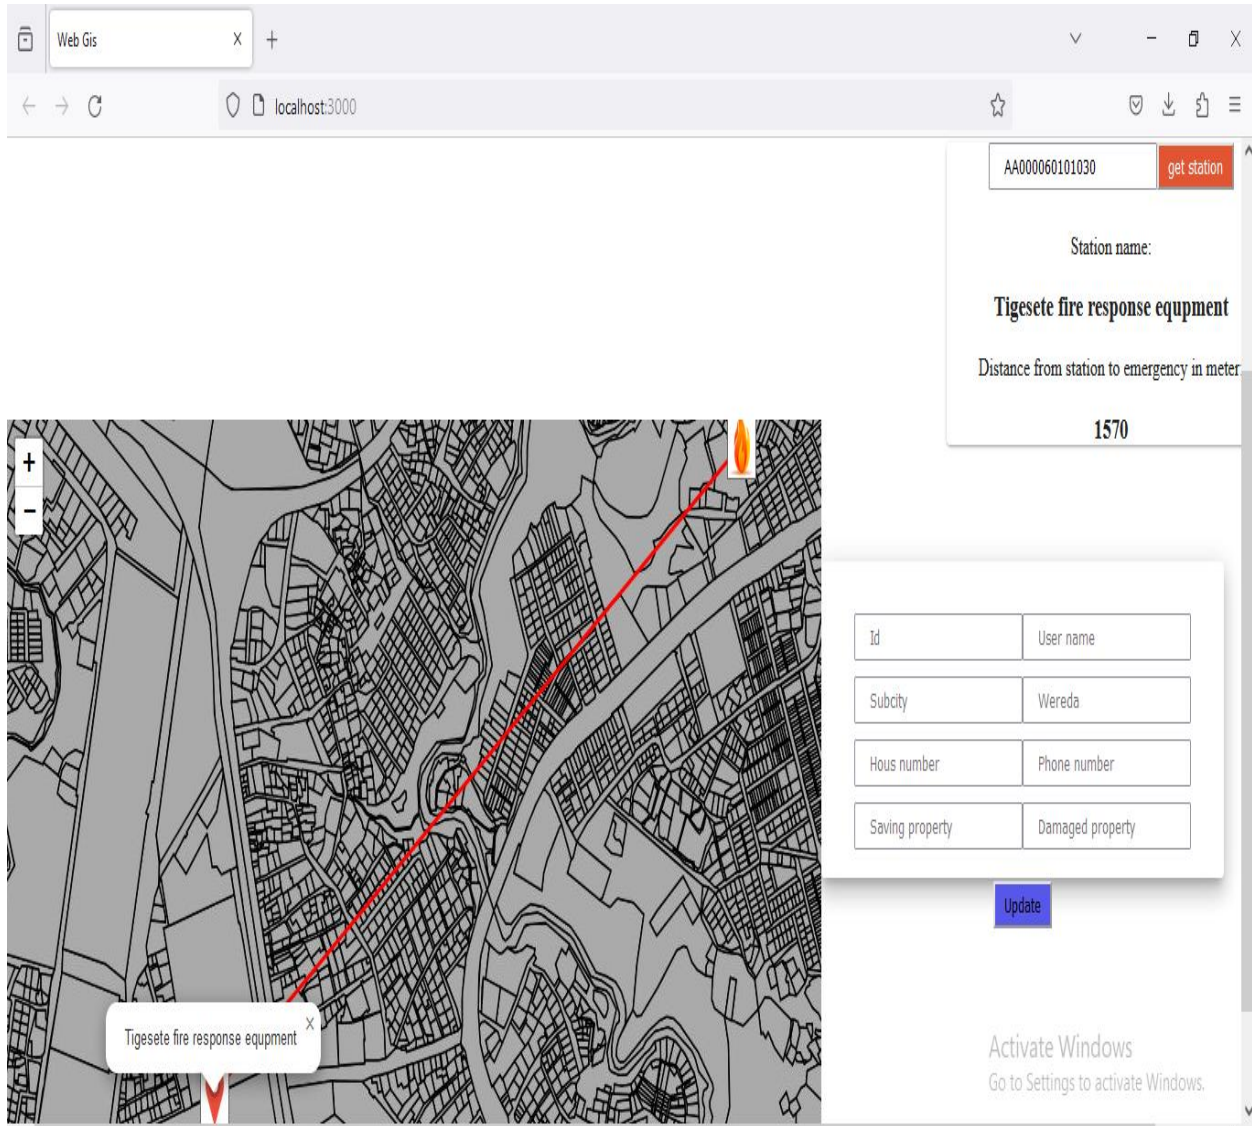 Web Gis
localhost:3000
AA000060101030 get station
Station name:
Tigesete fire response equpment
Distance from station to emergency in meter
1570
+
−
Id User name
Subcity Wereda
Hous number Phone number
Saving property Damaged property
Update
Tigesete fire response equpment
Activate Windows
Go to Settings to activate Windows.